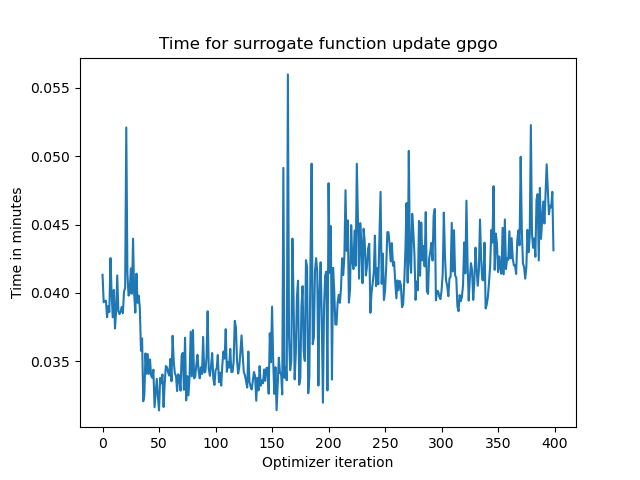 Time for surrogate function update gpgo
0.055
0.050
0.045
0.040
0.035
Time in minutes
0 50 100 150 200 250 300 350 400
Optimizer iteration